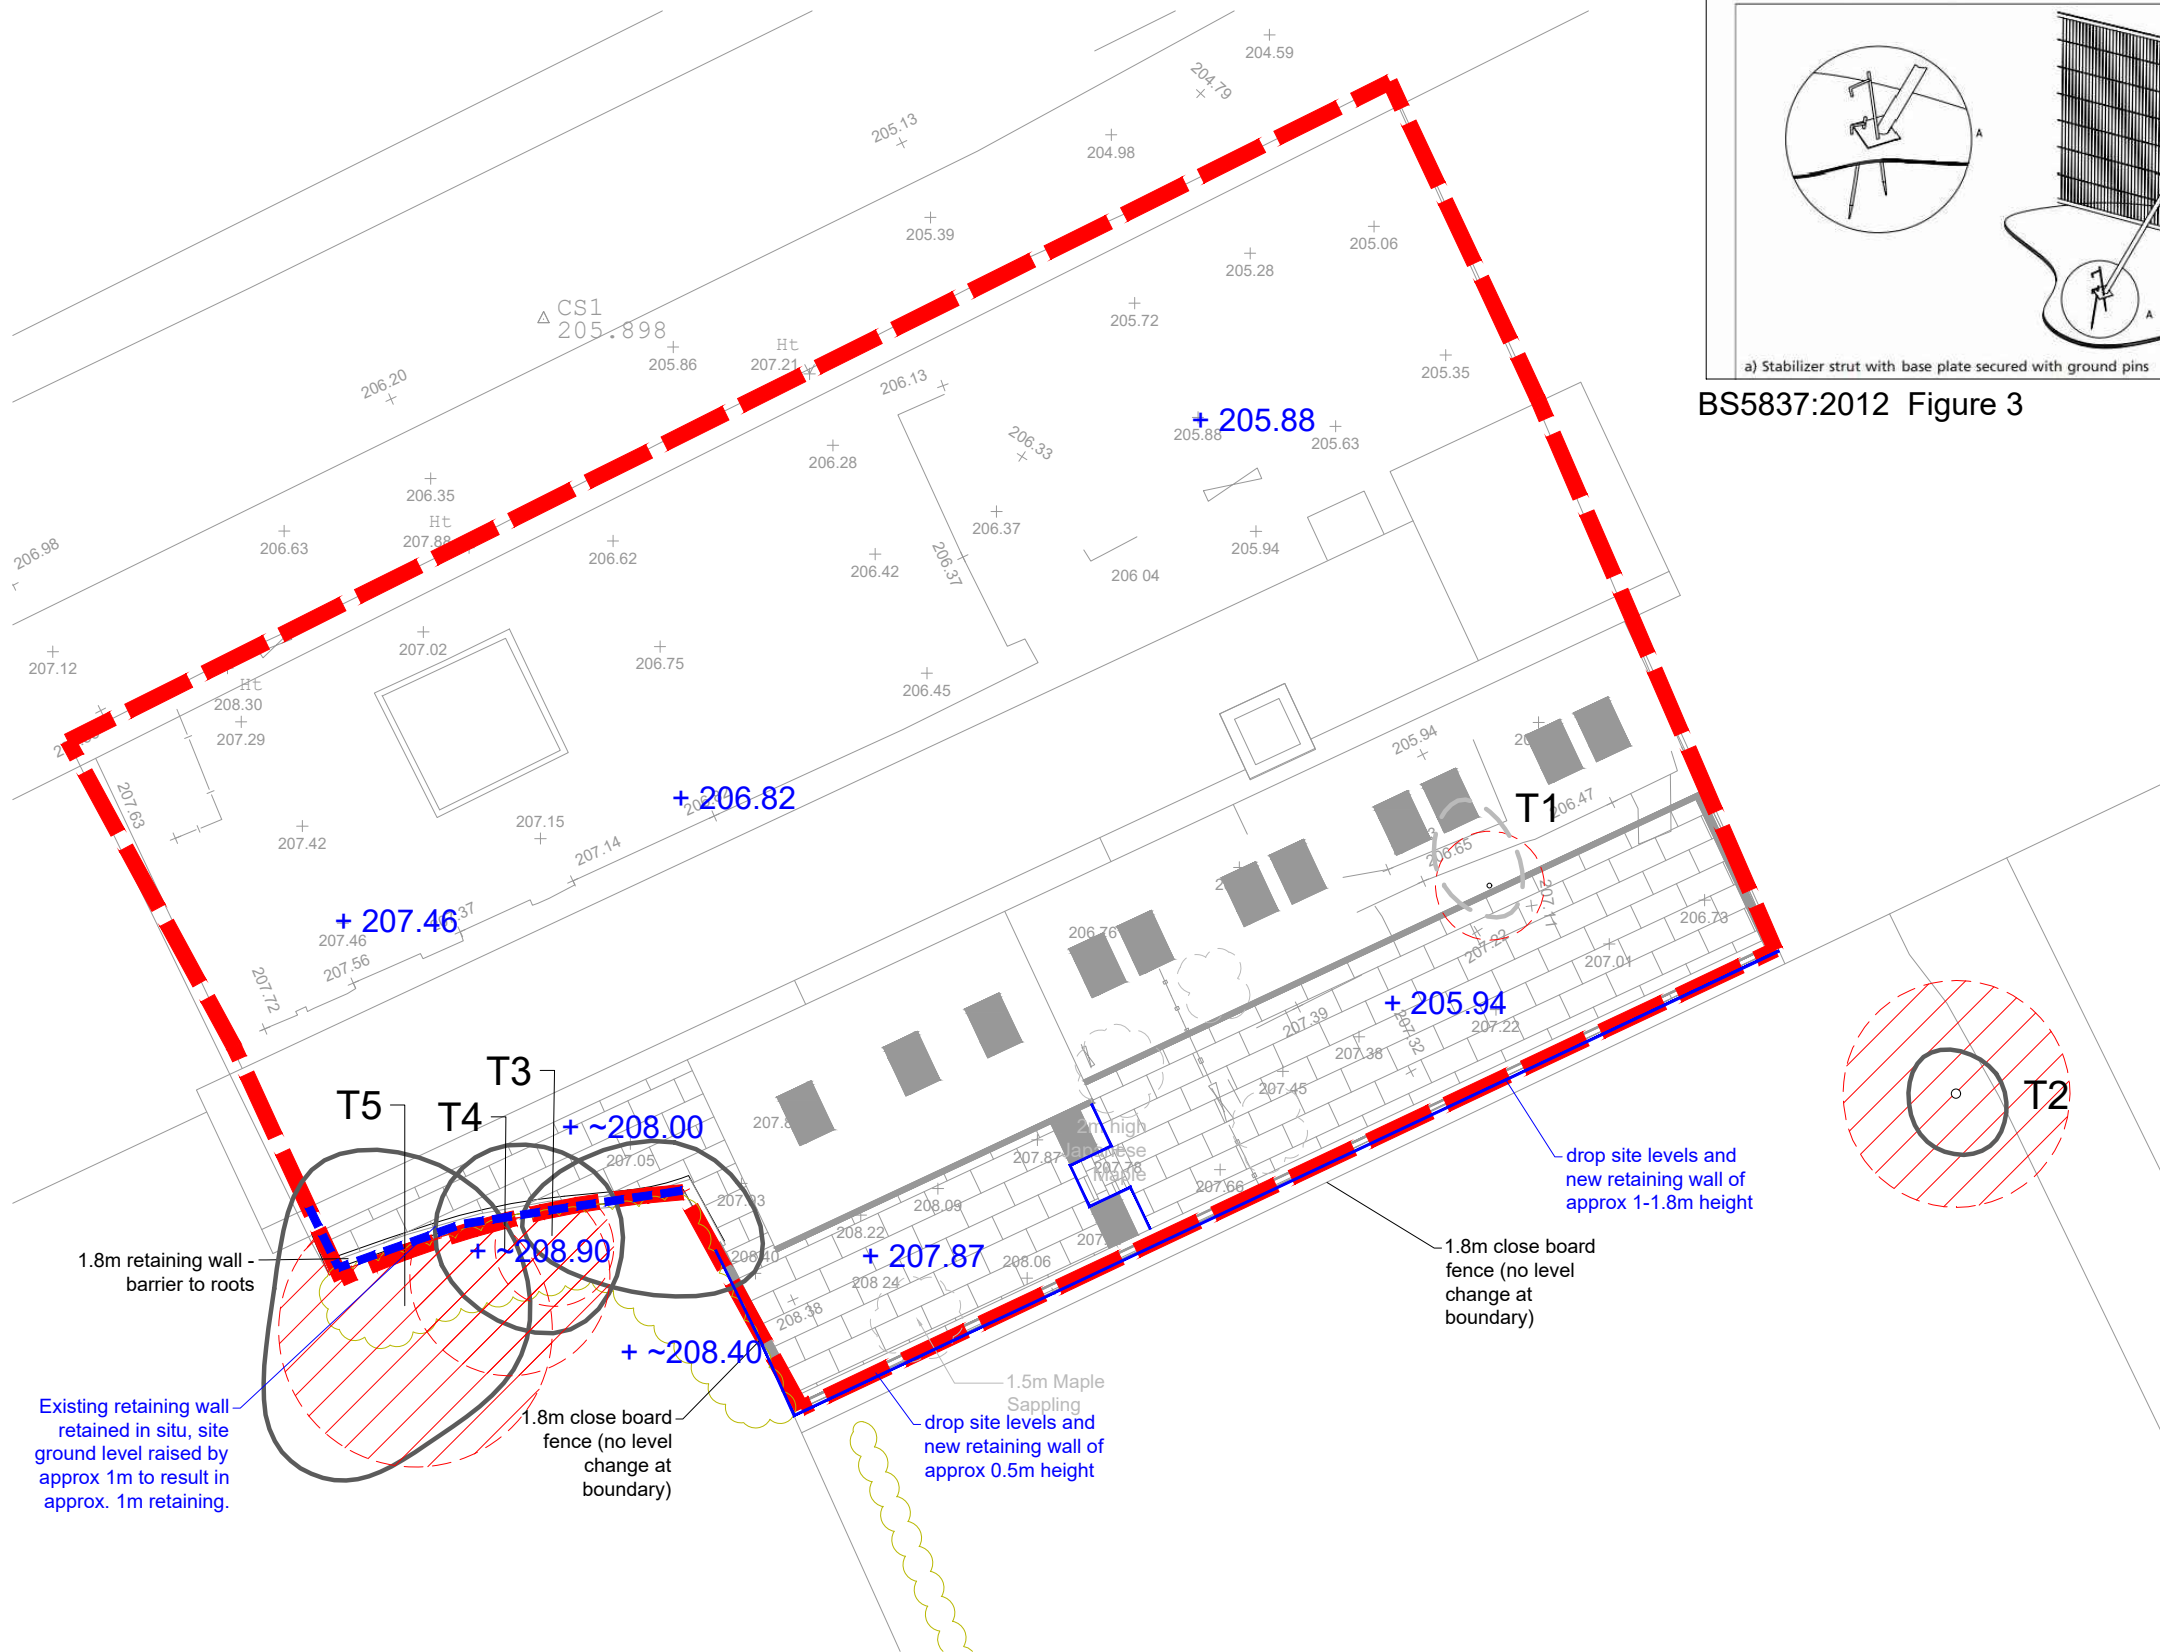 204.59
204.79
205.13
204.98
A
205.39
205.06
205.28
CS1
205.898
205.72
A
Ht
207.21
205.86
205.35
a) Stabilizer strut with base plate secured with ground pins
BS5837:2012 Figure 3
206.20
206.13
+ 205.88
205.88
205.63
206.33
206.28
206.35
Ht
207.88
206.63
206.98
206.37
206.62
206.42
206.37
205.94
206 04
207.12
207.02
206.75
206.45
Ht
208.30
207.29
205.94
207.63
+ 206.82
206.47
T1
207.42
207.15
207.14
206.65
+ 207.46
207.46
207.56
207.72
206.76
207.11
207.22
206.73
207.01
+ 205.94
207.39
207.22
207.32
207.38
207.45
T2
T3
T5
T4
+ ~208.00
207.05
207.93
2m high
Japanese
Maple
207.87
207.78
207.66
drop site levels and
new retaining wall of
approx 1-1.8m height
208.09
208.22
+ 207.87
208.40
208.06
208 24
208.38
+ ~208.90
1.8m retaining wall -
barrier to roots
1.8m close board
fence (no level
change at
boundary)
+ ~208.40
1.5m Maple
Sappling
Existing retaining wall
retained in situ, site
ground level raised by
approx 1m to result in
approx. 1m retaining.
1.8m close board
fence (no level
change at
boundary)
drop site levels and
new retaining wall of
approx 0.5m height